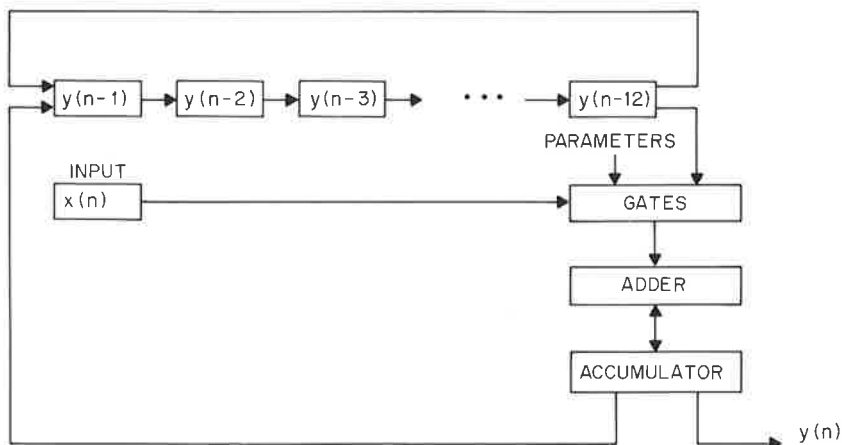 y(n-1) y(n-2) y(n-3) ... y(n-12)
PARAMETERS
INPUT
x(n)
GATES
ADDER
ACCUMULATOR
y(n)